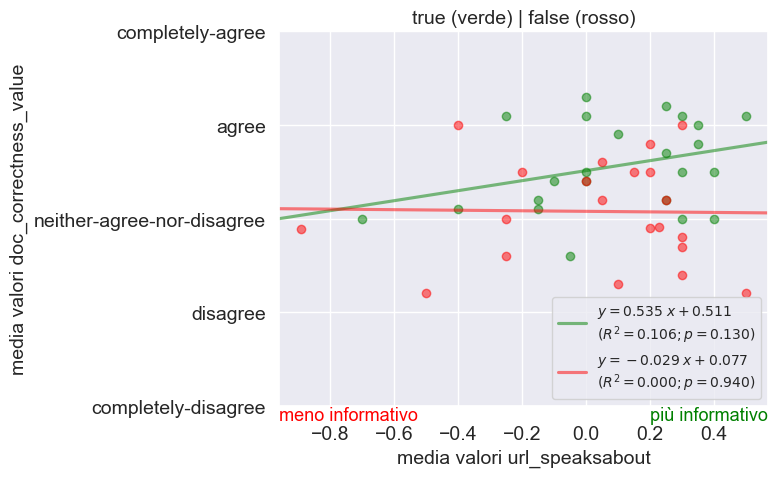 true (verde) | false (rosso)
completely-agree
agree
neither-agree-nor-disagree
disagree
completely-disagree
media valori doc_correctness_value
y = 0.535 x + 0.511
(R² = 0.106; p = 0.130)
y = −0.029 x + 0.077
(R² = 0.000; p = 0.940)
meno informativo
più informativo
−0.8 −0.6 −0.4 −0.2 0.0 0.2 0.4
media valori url_speaksabout